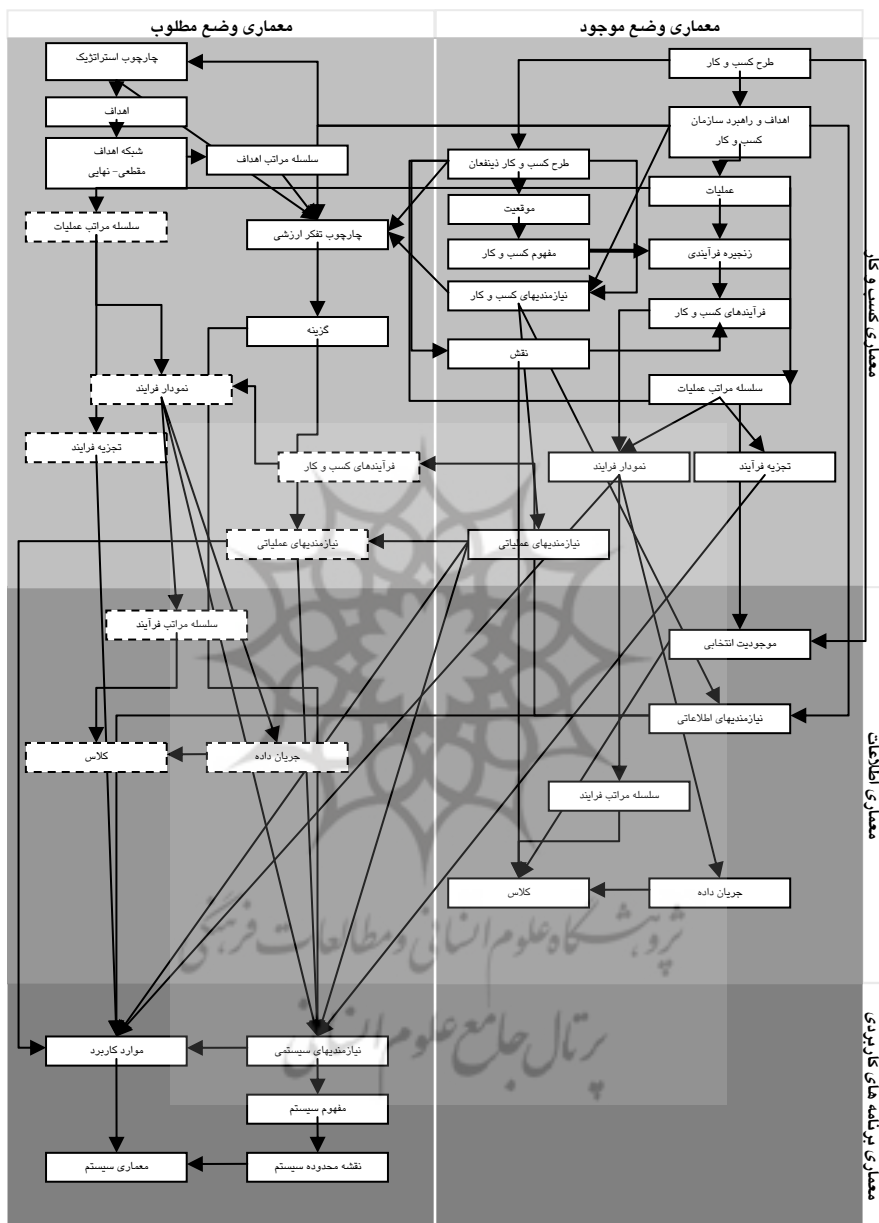 معماری وضع موجود
معماری وضع مطلوب
طرح کسب و کار
چارچوب استراتژیک
اهداف و راهبرد سازمان
کسب و کار
اهداف
طرح کسب و کار ذینفعان
شبکه اهداف
مقطعی- نهایی
سلسله مراتب اهداف
عملیات
موقعیت
سلسله مراتب عملیات
چارچوب تفکر ارزشی
زنجیره فرآیندی
مفهوم کسب و کار
نیازمندیهای کسب و کار
فرآیندهای کسب و کار
گزینه
نقش
سلسله مراتب عملیات
نمودار فرایند
تجزیه فرایند
تجزیه فرآیند
نمودار فرایند
فرآیندهای کسب و کار
نیازمندیهای عملیاتی
نیازمندیهای عملیاتی
معماری کسب و کار
سلسله مراتب فرآیند
موجودیت انتخابی
نیازمندیهای اطلاعاتی
جریان داده
کلاس
سلسله مراتب فرایند
جریان داده
کلاس
معماری اطلاعات
پژوهشگاه علوم انسانی و مطالعات فرهنگی
پرتال جامع علوم انسانی
نیازمندیهای سیستمی
موارد کاربرد
مفهوم سیستم
نقشه محدوده سیستم
معماری سیستم
معماری برنامه های کاربردی